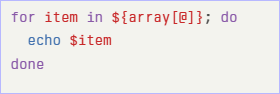 for item in ${array[@]}; do
  echo $item
done